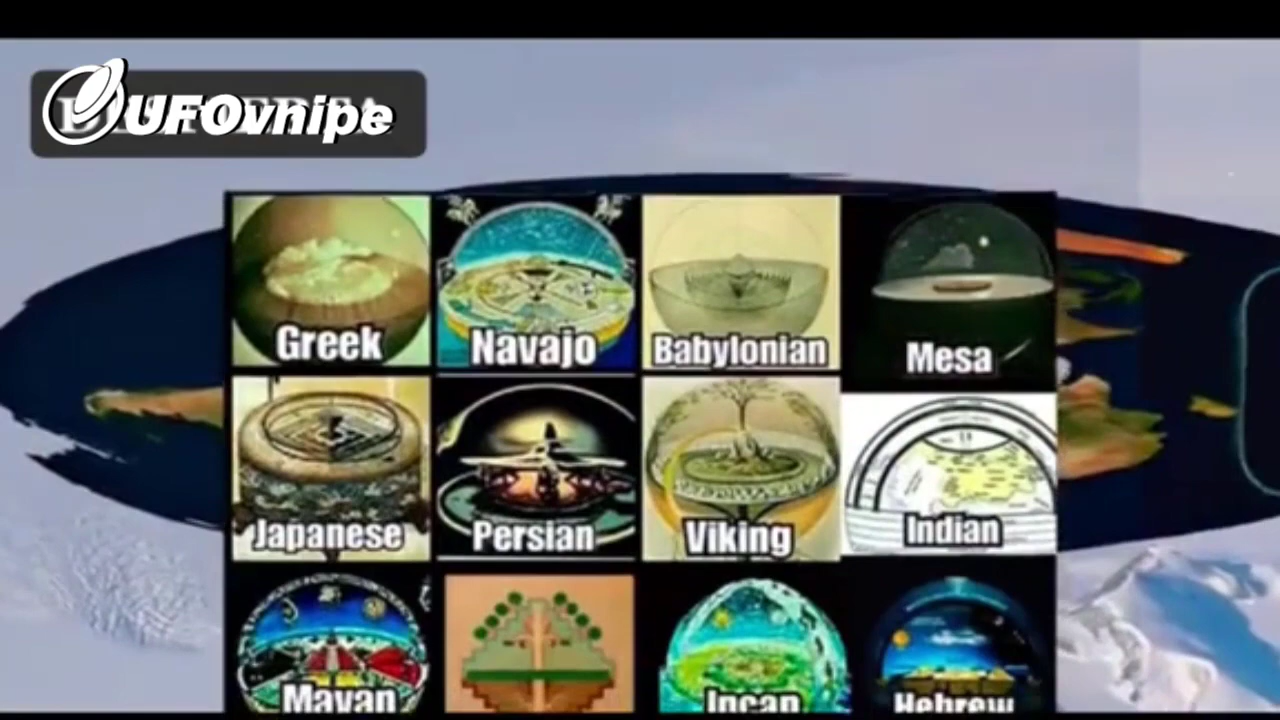 UFOvnipe
Greek
Navajo
Babylonian
Mesa
Japanese
Persian
Viking
Indian
Mayan
Incan
Hebrew